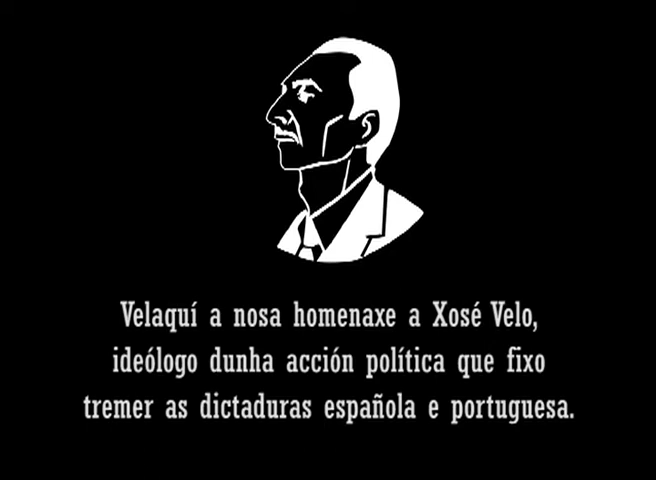 Velaquí a nosa homenaxe a Xosé Velo,
ideólogo dunha acción política que fixo
tremer as dictaduras española e portuguesa.